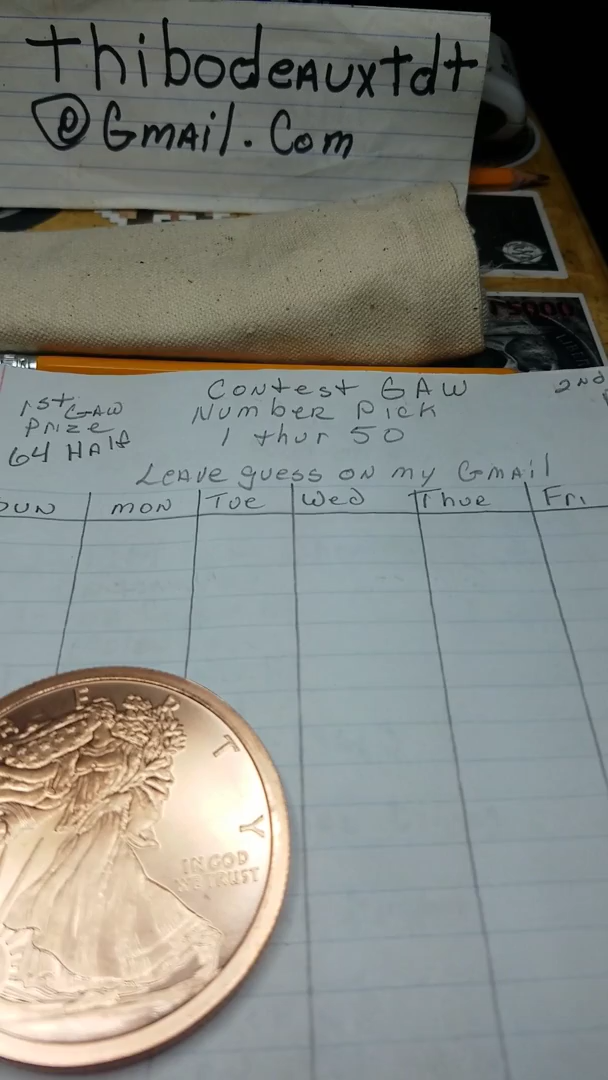 thibodeauxtdt
@Gmail.Com
Contest GAW
2ND
1st GAW
Number Pick
Prize
1 thur 50
64 Half
Leave guess on my Gmail
SUN MON Tue Wed Thue Fri
E R T Y
IN GOD
WE TRUST